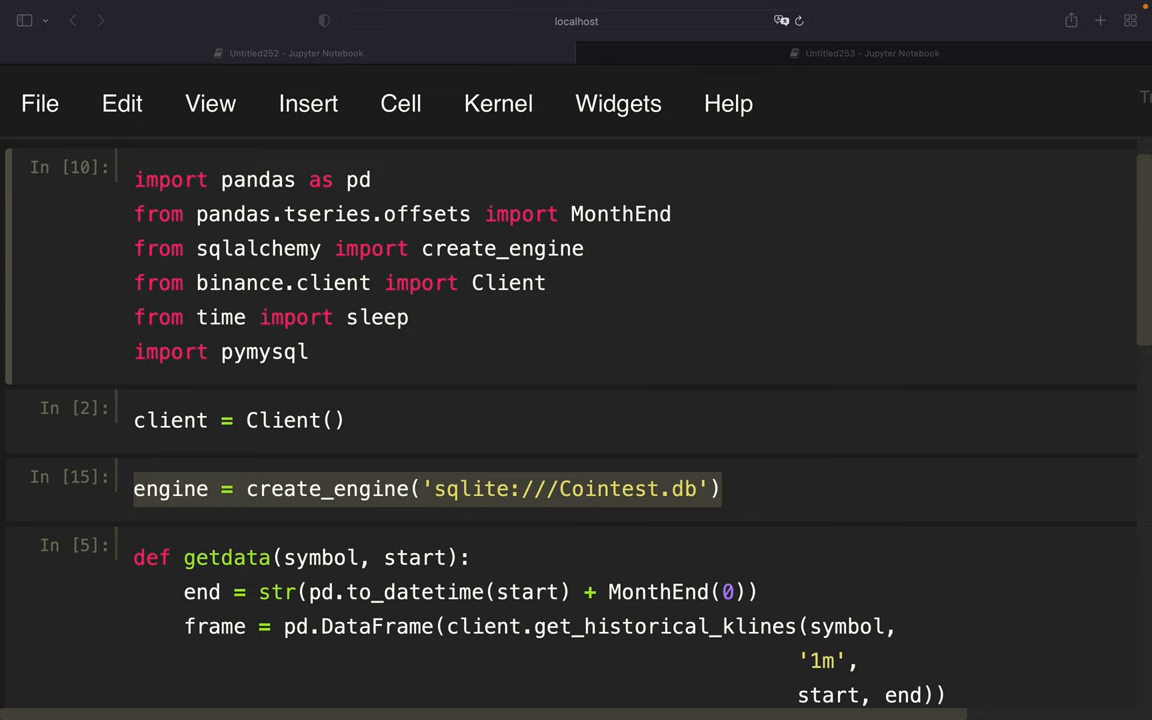 localhost
Untitled252 - Jupyter Notebook
Untitled253 - Jupyter Notebook
File Edit View Insert Cell Kernel Widgets Help
In [10]:
import pandas as pd
from pandas.tseries.offsets import MonthEnd
from sqlalchemy import create_engine
from binance.client import Client
from time import sleep
import pymysql
In [2]:
client = Client()
In [15]:
engine = create_engine('sqlite:///Cointest.db')
In [5]:
def getdata(symbol, start):
    end = str(pd.to_datetime(start) + MonthEnd(0))
    frame = pd.DataFrame(client.get_historical_klines(symbol,
                                                      '1m',
                                                      start, end))